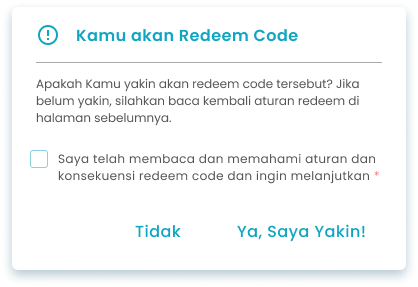 Kamu akan Redeem Code
Apakah Kamu yakin akan redeem code tersebut? Jika
belum yakin, silahkan baca kembali aturan redeem di
halaman sebelumnya.
Saya telah membaca dan memahami aturan dan
konsekuensi redeem code dan ingin melanjutkan *
Tidak
Ya, Saya Yakin!